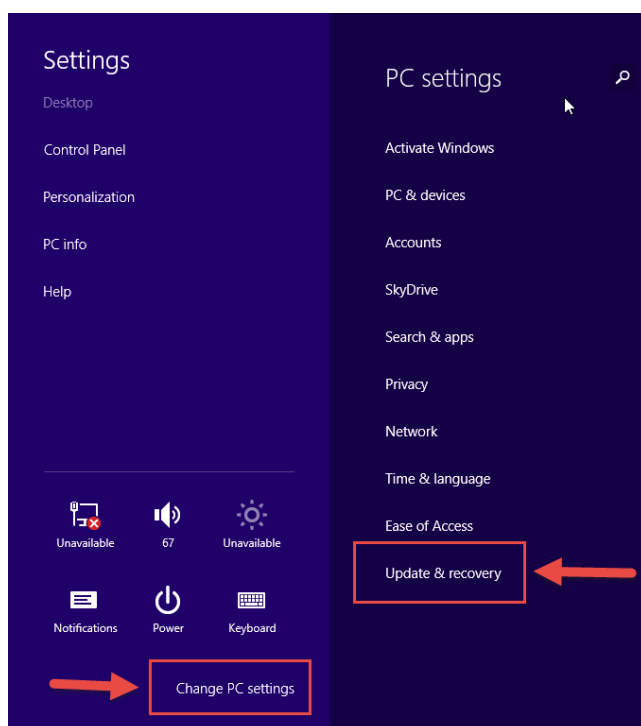 Settings
Desktop
Control Panel
Personalization
PC info
Help
Unavailable
67
Unavailable
Notifications
Power
Keyboard
Change PC settings
PC settings
Activate Windows
PC & devices
Accounts
SkyDrive
Search & apps
Privacy
Network
Time & language
Ease of Access
Update & recovery